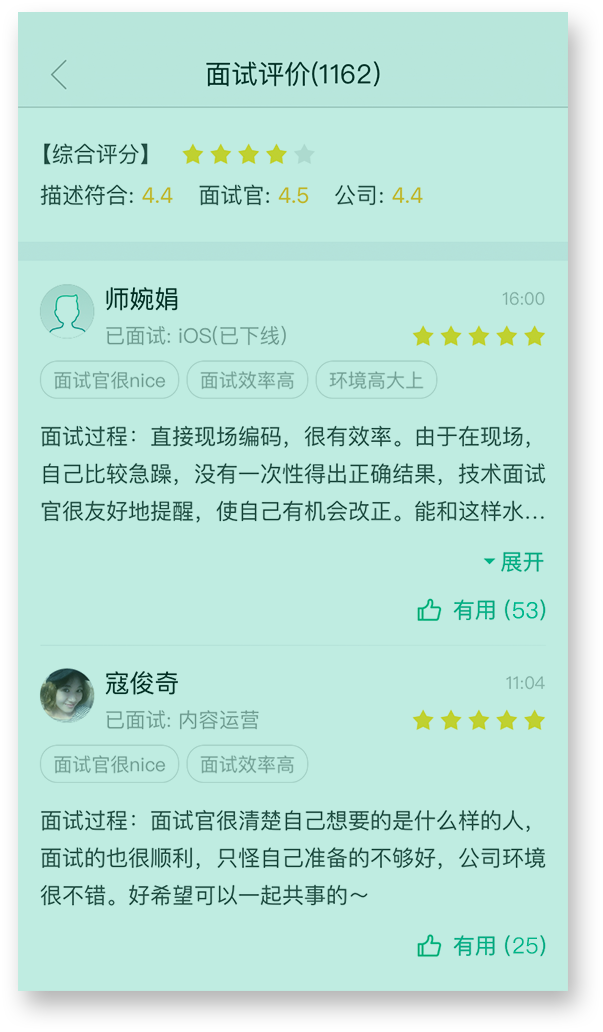 面试评价(1162)
【综合评分】
描述符合: 4.4 面试官: 4.5 公司: 4.4
师婉娟 16:00
已面试: iOS(已下线)
面试官很nice 面试效率高 环境高大上
面试过程：直接现场编码，很有效率。由于在现场，
自己比较急躁，没有一次性得出正确结果，技术面试
官很友好地提醒，使自己有机会改正。能和这样水...
展开
有用 (53)
寇俊奇 11:04
已面试: 内容运营
面试官很nice 面试效率高
面试过程：面试官很清楚自己想要的是什么样的人，
面试的也很顺利，只怪自己准备的不够好，公司环境
很不错。好希望可以一起共事的～
有用 (25)